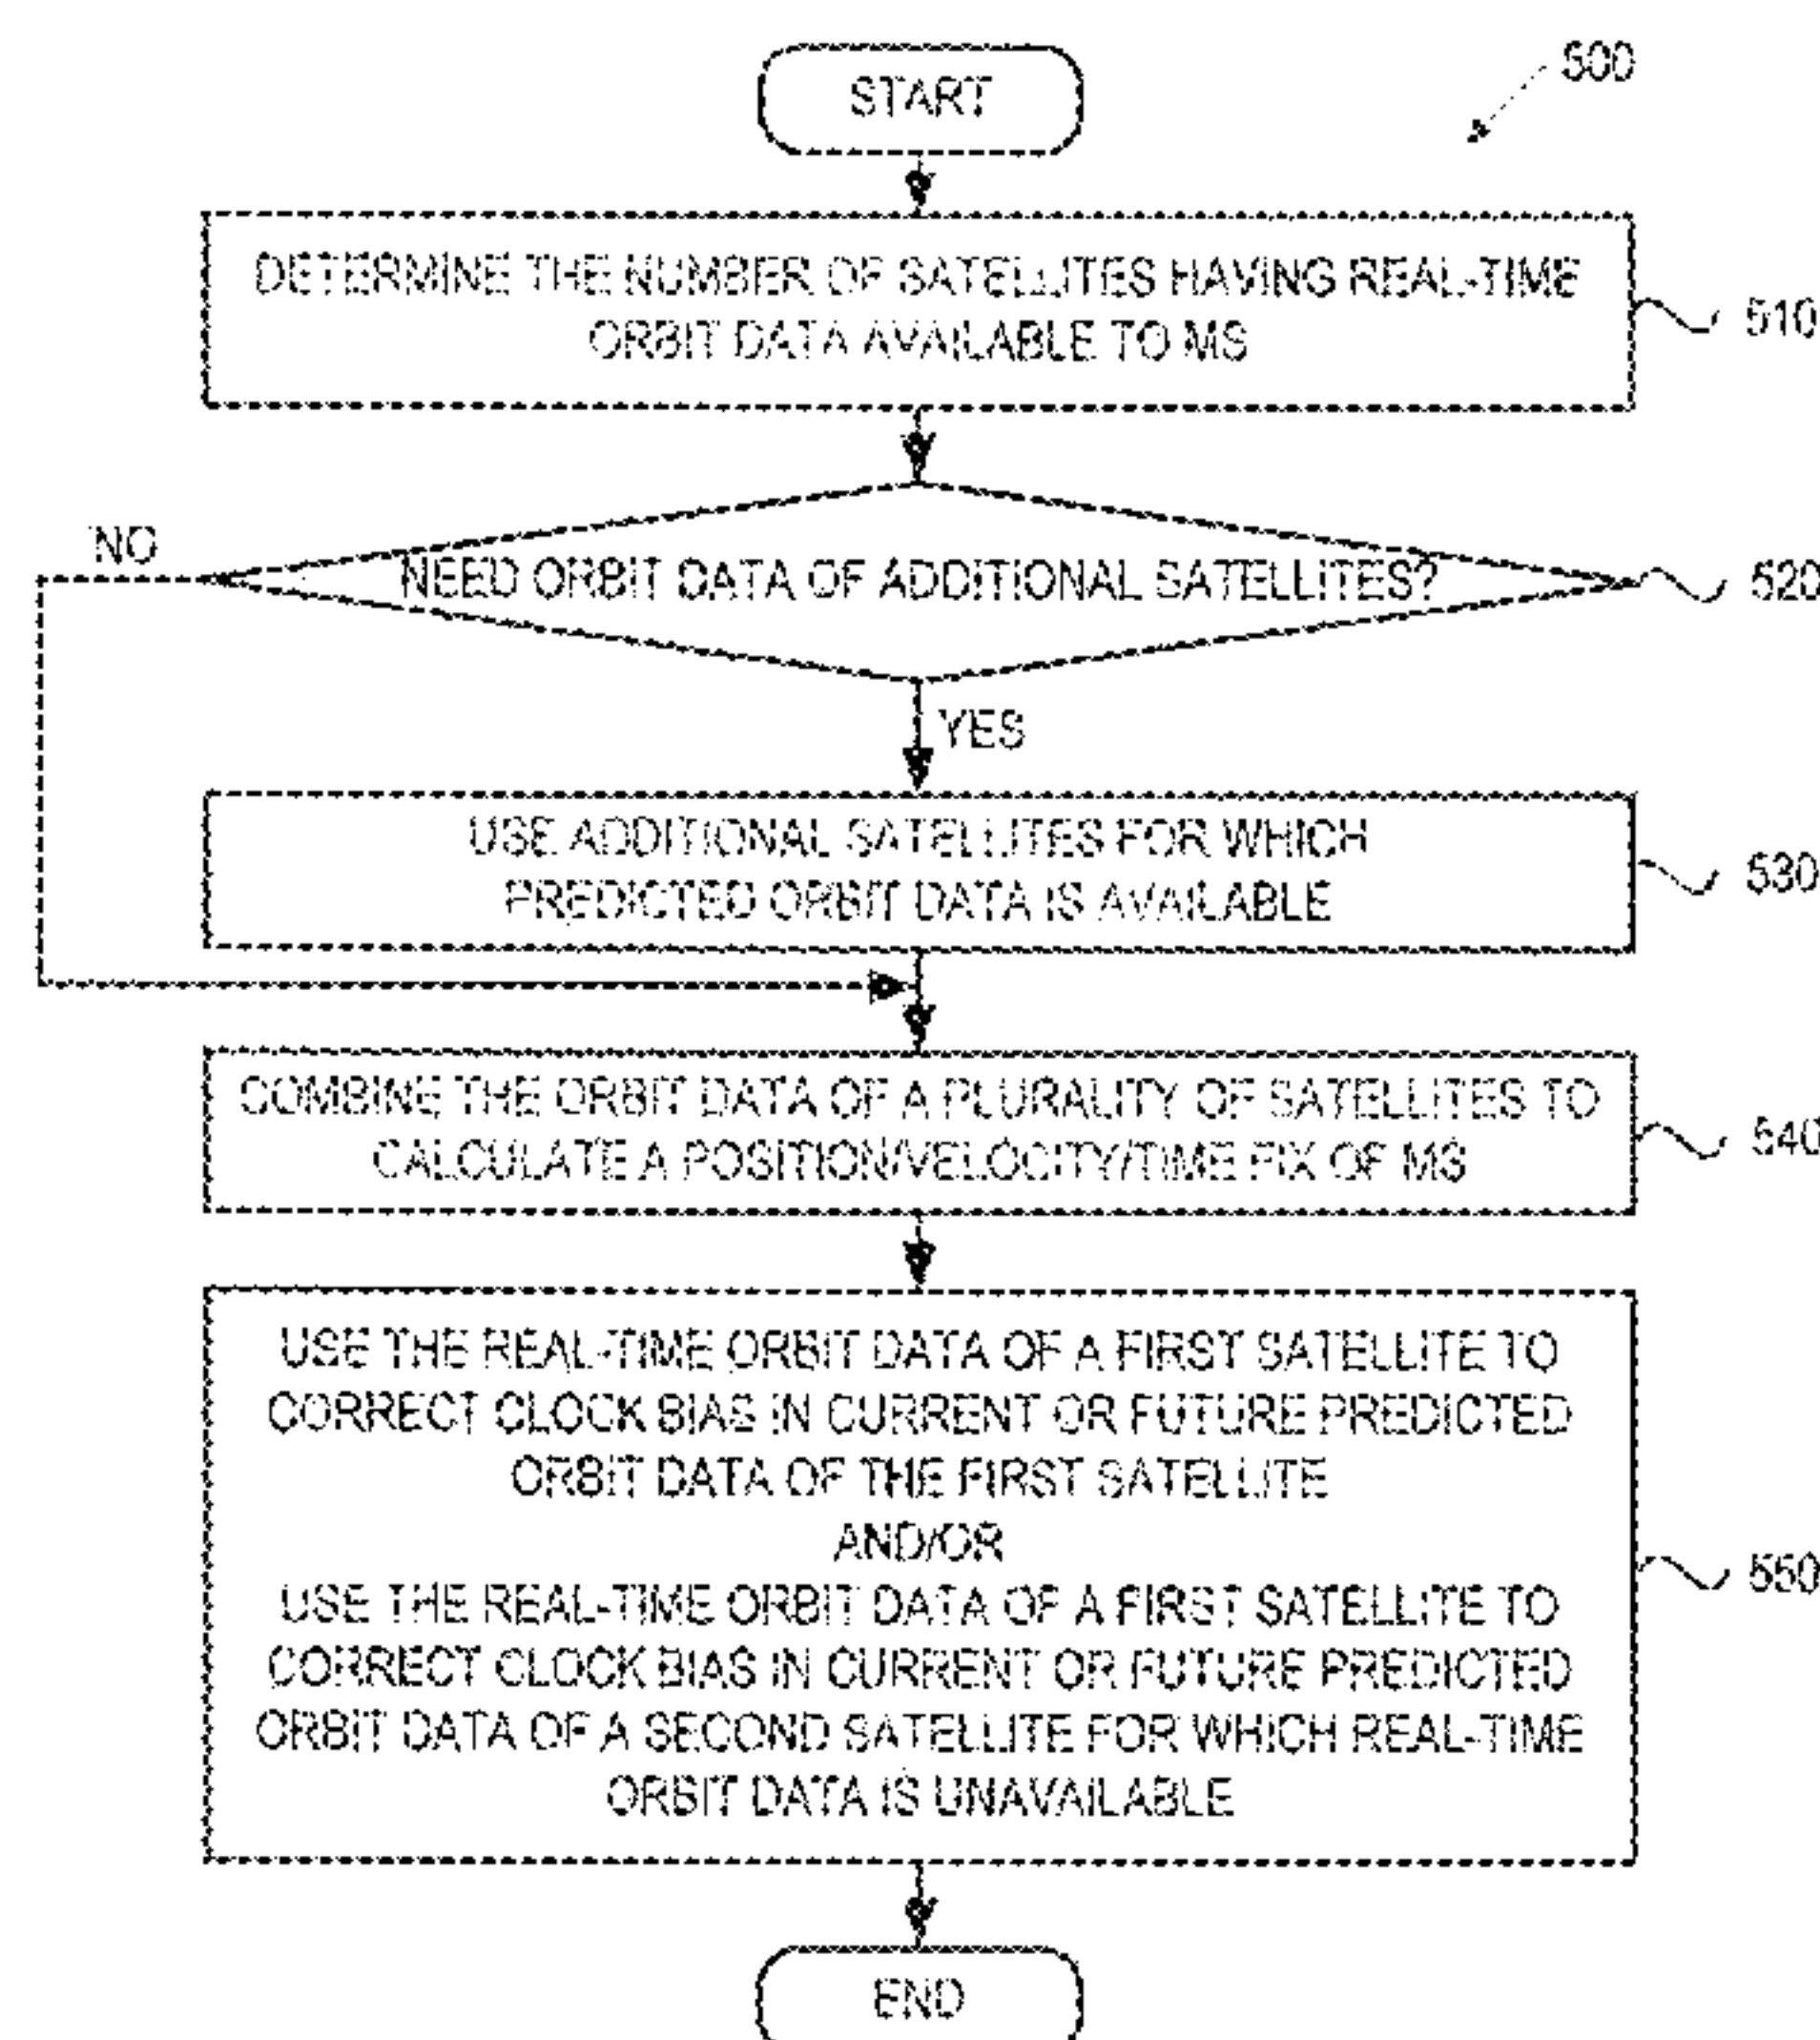 START
500
DETERMINE THE NUMBER OF SATELLITES HAVING REAL-TIME
ORBIT DATA AVAILABLE TO MS
510
NO
NEED ORBIT DATA OF ADDITIONAL SATELLITES?
520
YES
USE ADDITIONAL SATELLITES FOR WHICH
PREDICTED ORBIT DATA IS AVAILABLE
530
COMBINE THE ORBIT DATA OF A PLURALITY OF SATELLITES TO
CALCULATE A POSITION/VELOCITY/TIME FIX OF MS
540
USE THE REAL-TIME ORBIT DATA OF A FIRST SATELLITE TO
CORRECT CLOCK BIAS IN CURRENT OR FUTURE PREDICTED
ORBIT DATA OF THE FIRST SATELLITE
AND/OR
USE THE REAL-TIME ORBIT DATA OF A FIRST SATELLITE TO
CORRECT CLOCK BIAS IN CURRENT OR FUTURE PREDICTED
ORBIT DATA OF A SECOND SATELLITE FOR WHICH REAL-TIME
ORBIT DATA IS UNAVAILABLE
550
END